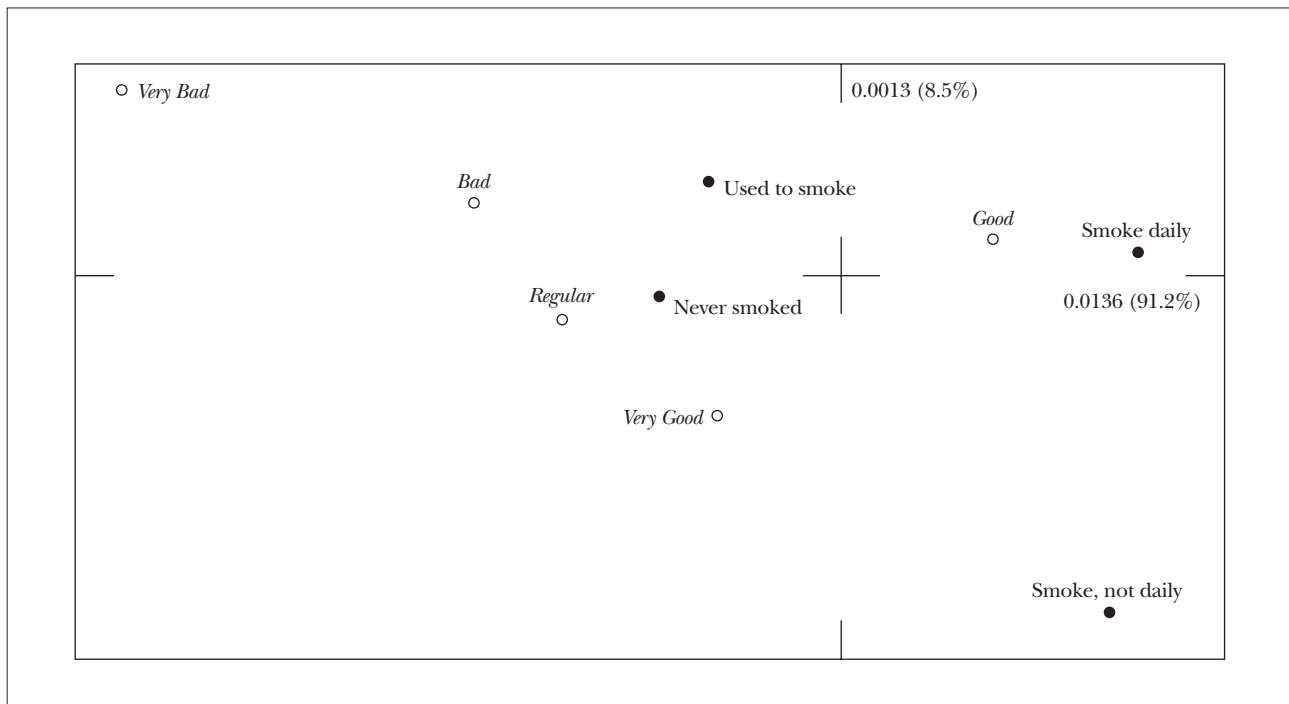 Very Bad
0.0013 (8.5%)
Bad
Used to smoke
Good
Smoke daily
Regular
Never smoked
0.0136 (91.2%)
Very Good
Smoke, not daily